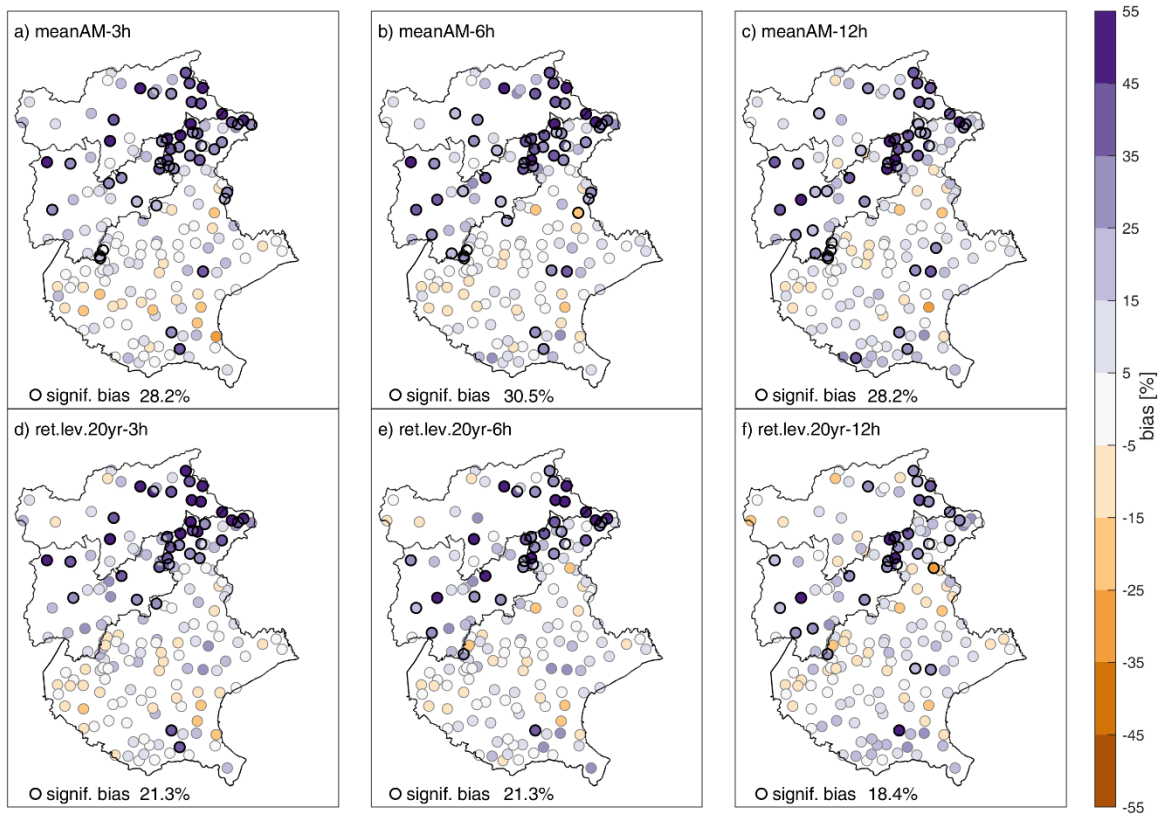 a) meanAM-3h
signif. bias 28.2%
b) meanAM-6h
signif. bias 30.5%
c) meanAM-12h
signif. bias 28.2%
d) ret.lev.20yr-3h
signif. bias 21.3%
e) ret.lev.20yr-6h
signif. bias 21.3%
f) ret.lev.20yr-12h
signif. bias 18.4%
55
45
35
25
15
5
-5
-15
-25
-35
-45
-55
bias [%]